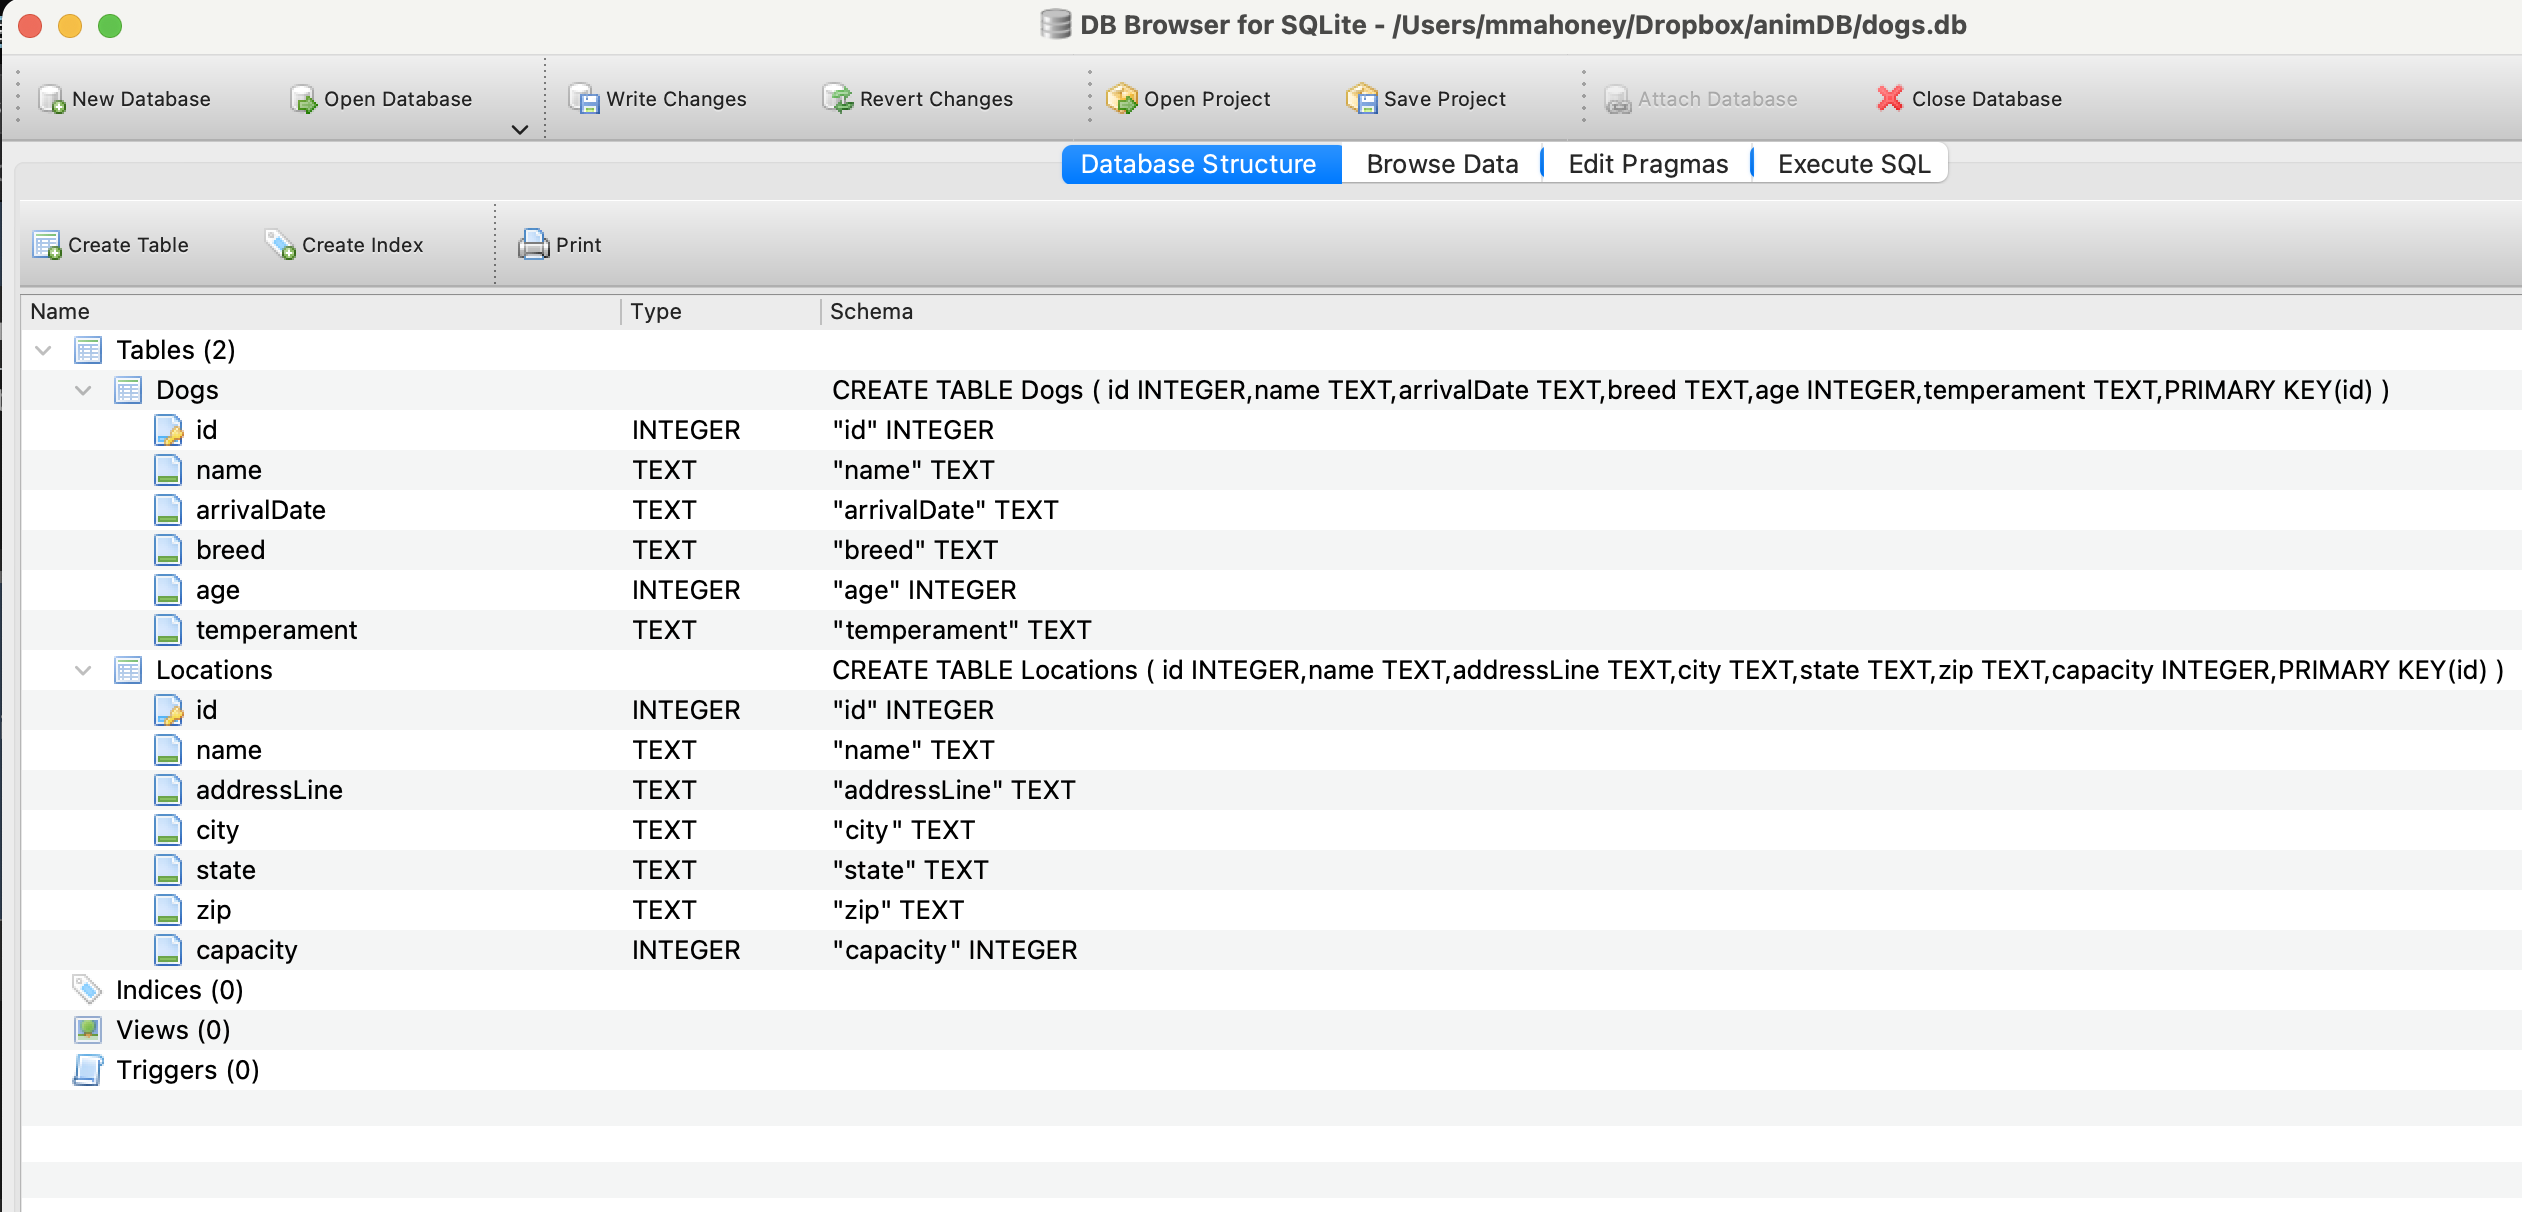 DB Browser for SQLite - /Users/mmahoney/Dropbox/animDB/dogs.db
New Database Open Database Write Changes Revert Changes Open Project Save Project Attach Database Close Database
Database Structure Browse Data Edit Pragmas Execute SQL
Create Table Create Index Print
Name Type Schema
Tables (2)
Dogs CREATE TABLE Dogs ( id INTEGER,name TEXT,arrivalDate TEXT,breed TEXT,age INTEGER,temperament TEXT,PRIMARY KEY(id) )
id INTEGER "id" INTEGER
name TEXT "name" TEXT
arrivalDate TEXT "arrivalDate" TEXT
breed TEXT "breed" TEXT
age INTEGER "age" INTEGER
temperament TEXT "temperament" TEXT
Locations CREATE TABLE Locations ( id INTEGER,name TEXT,addressLine TEXT,city TEXT,state TEXT,zip TEXT,capacity INTEGER,PRIMARY KEY(id) )
id INTEGER "id" INTEGER
name TEXT "name" TEXT
addressLine TEXT "addressLine" TEXT
city TEXT "city" TEXT
state TEXT "state" TEXT
zip TEXT "zip" TEXT
capacity INTEGER "capacity" INTEGER
Indices (0)
Views (0)
Triggers (0)